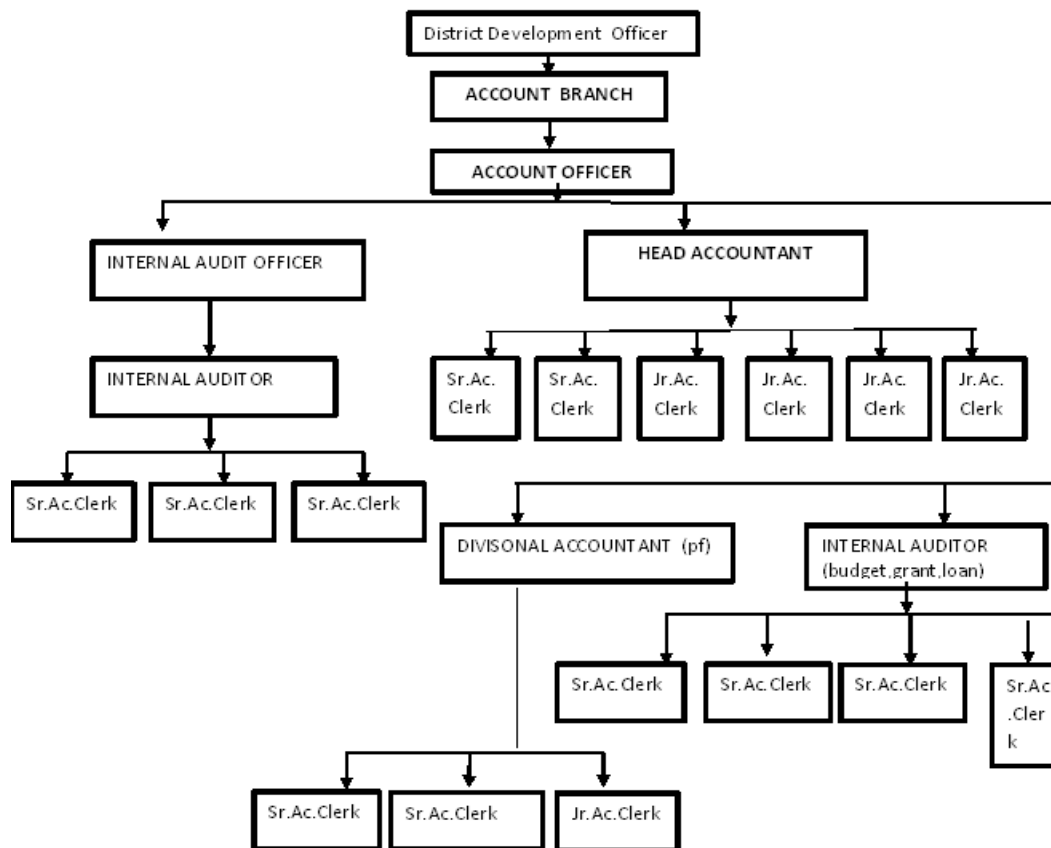 District Development Officer
ACCOUNT BRANCH
ACCOUNT OFFICER
INTERNAL AUDIT OFFICER
HEAD ACCOUNTANT
INTERNAL AUDITOR
Sr.Ac.
Clerk
Sr.Ac.
Clerk
Jr.Ac.
Clerk
Jr.Ac.
Clerk
Jr.Ac.
Clerk
Jr.Ac.
Clerk
Sr.Ac.Clerk
Sr.Ac.Clerk
Sr.Ac.Clerk
DIVISONAL ACCOUNTANT (pf)
INTERNAL AUDITOR
(budget,grant,loan)
Sr.Ac.Clerk
Sr.Ac.Clerk
Sr.Ac.Clerk
Sr.Ac
.Cler
k
Sr.Ac.Clerk
Sr.Ac.Clerk
Jr.Ac.Clerk